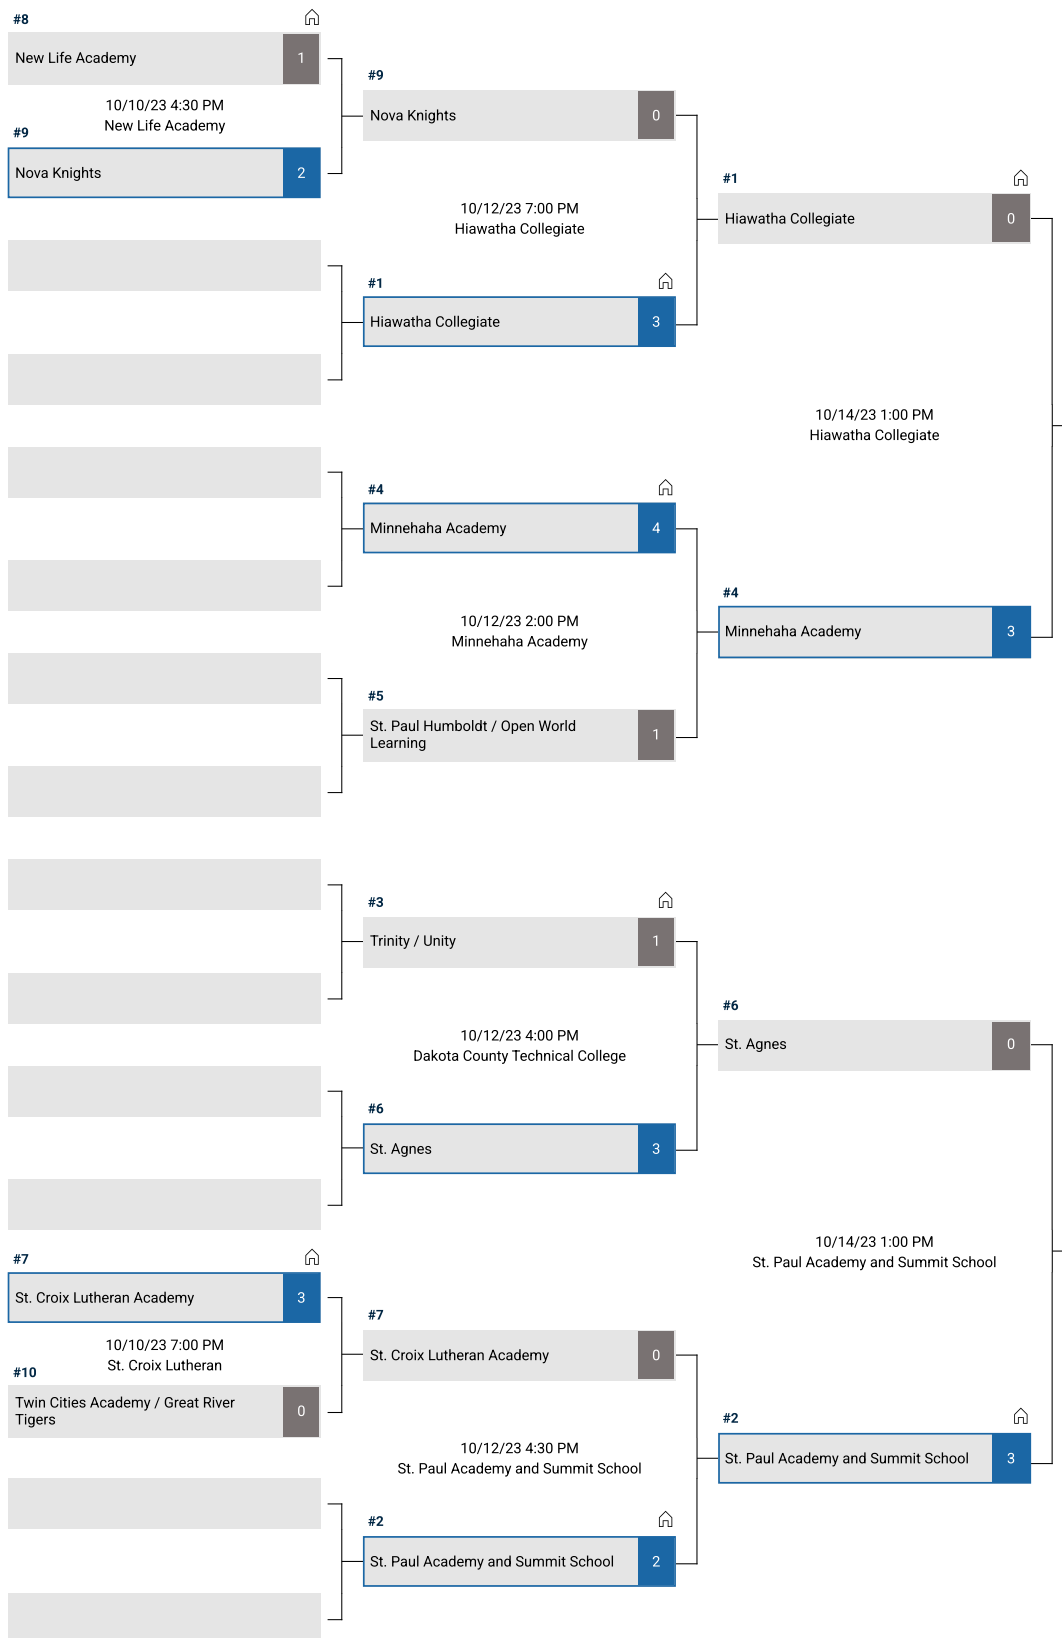 #8
New Life Academy
1
10/10/23 4:30 PM
New Life Academy
#9
Nova Knights
2
#9
Nova Knights
0
10/12/23 7:00 PM
Hiawatha Collegiate
#1
Hiawatha Collegiate
3
#1
Hiawatha Collegiate
0
10/14/23 1:00 PM
Hiawatha Collegiate
#4
Minnehaha Academy
4
10/12/23 2:00 PM
Minnehaha Academy
#5
St. Paul Humboldt / Open World
Learning
1
#4
Minnehaha Academy
3
#3
Trinity / Unity
1
10/12/23 4:00 PM
Dakota County Technical College
#6
St. Agnes
3
#6
St. Agnes
0
10/14/23 1:00 PM
St. Paul Academy and Summit School
#7
St. Croix Lutheran Academy
3
10/10/23 7:00 PM
St. Croix Lutheran
#10
Twin Cities Academy / Great River
Tigers
0
#7
St. Croix Lutheran Academy
0
10/12/23 4:30 PM
St. Paul Academy and Summit School
#2
St. Paul Academy and Summit School
2
#2
St. Paul Academy and Summit School
3